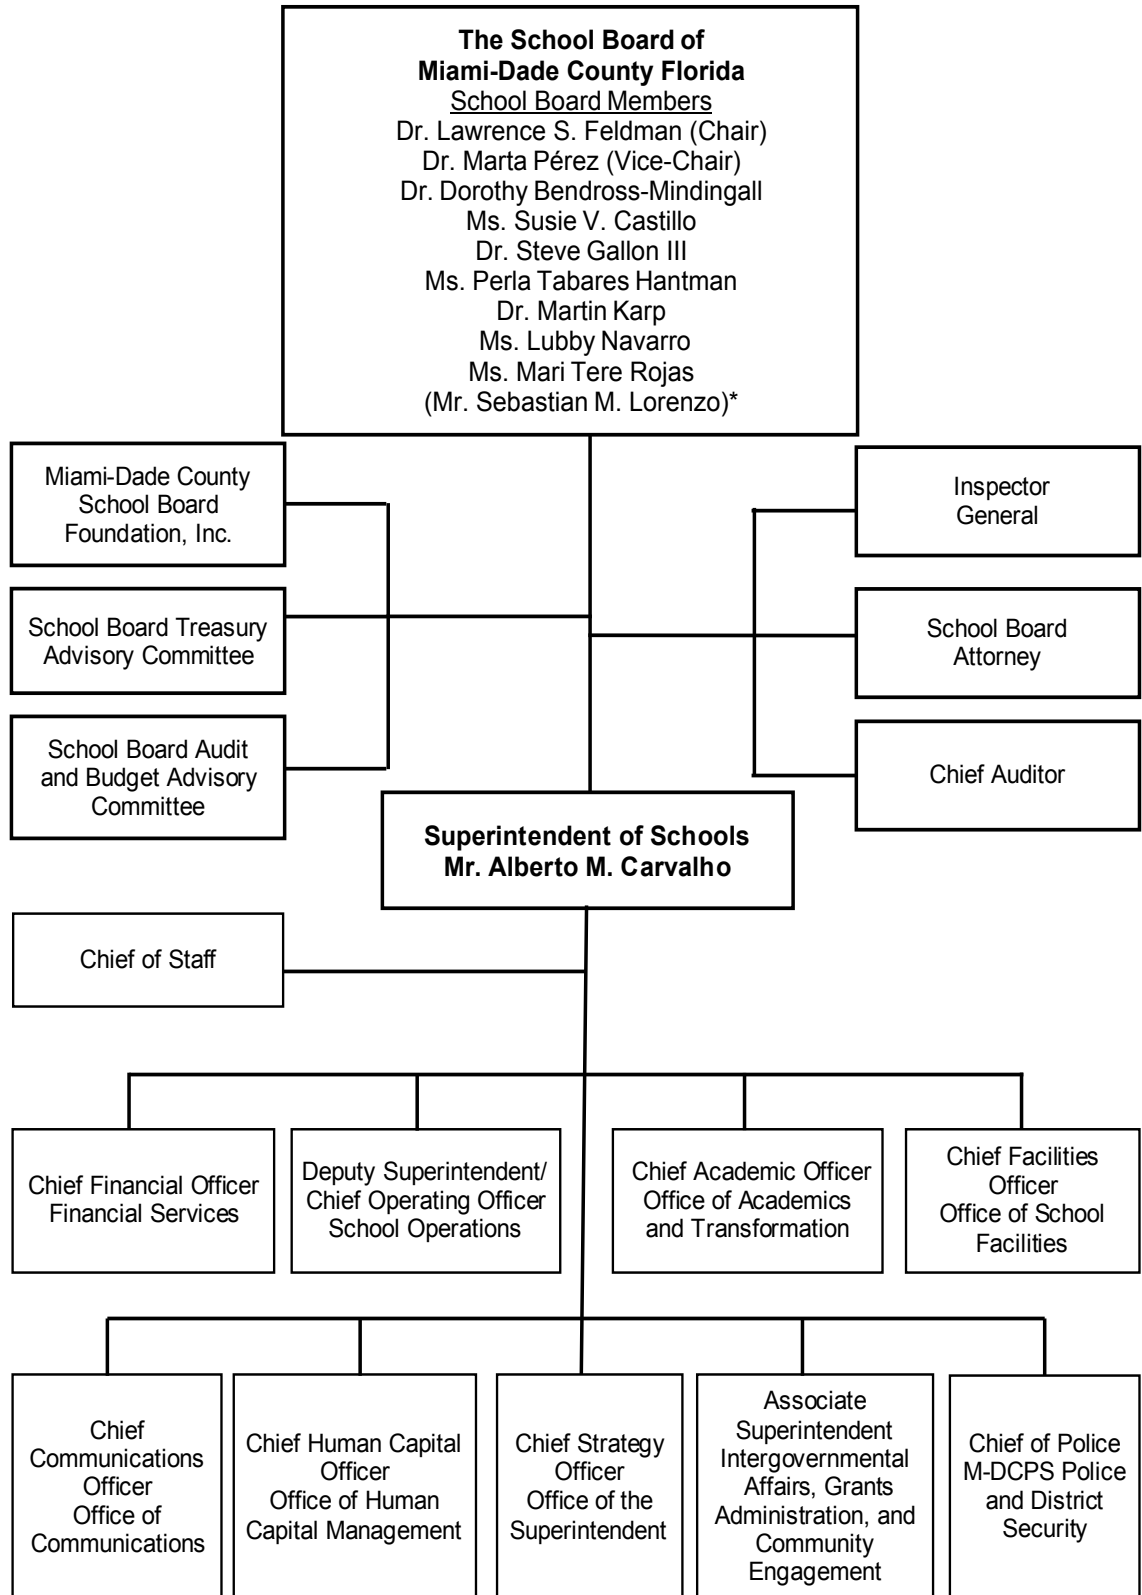 The School Board of
Miami-Dade County Florida
School Board Members
Dr. Lawrence S. Feldman (Chair)
Dr. Marta Pérez (Vice-Chair)
Dr. Dorothy Bendross-Mindingall
Ms. Susie V. Castillo
Dr. Steve Gallon III
Ms. Perla Tabares Hantman
Dr. Martin Karp
Ms. Lubby Navarro
Ms. Mari Tere Rojas
(Mr. Sebastian M. Lorenzo)*
Miami-Dade County
School Board
Foundation, Inc.
Inspector
General
School Board Treasury
Advisory Committee
School Board
Attorney
School Board Audit
and Budget Advisory
Committee
Chief Auditor
Superintendent of Schools
Mr. Alberto M. Carvalho
Chief of Staff
Chief Financial Officer
Financial Services
Deputy Superintendent/
Chief Operating Officer
School Operations
Chief Academic Officer
Office of Academics
and Transformation
Chief Facilities
Officer
Office of School
Facilities
Chief
Communications
Officer
Office of
Communications
Chief Human Capital
Officer
Office of Human
Capital Management
Chief Strategy
Officer
Office of the
Superintendent
Associate
Superintendent
Intergovernmental
Affairs, Grants
Administration, and
Community
Engagement
Chief of Police
M-DCPS Police
and District
Security